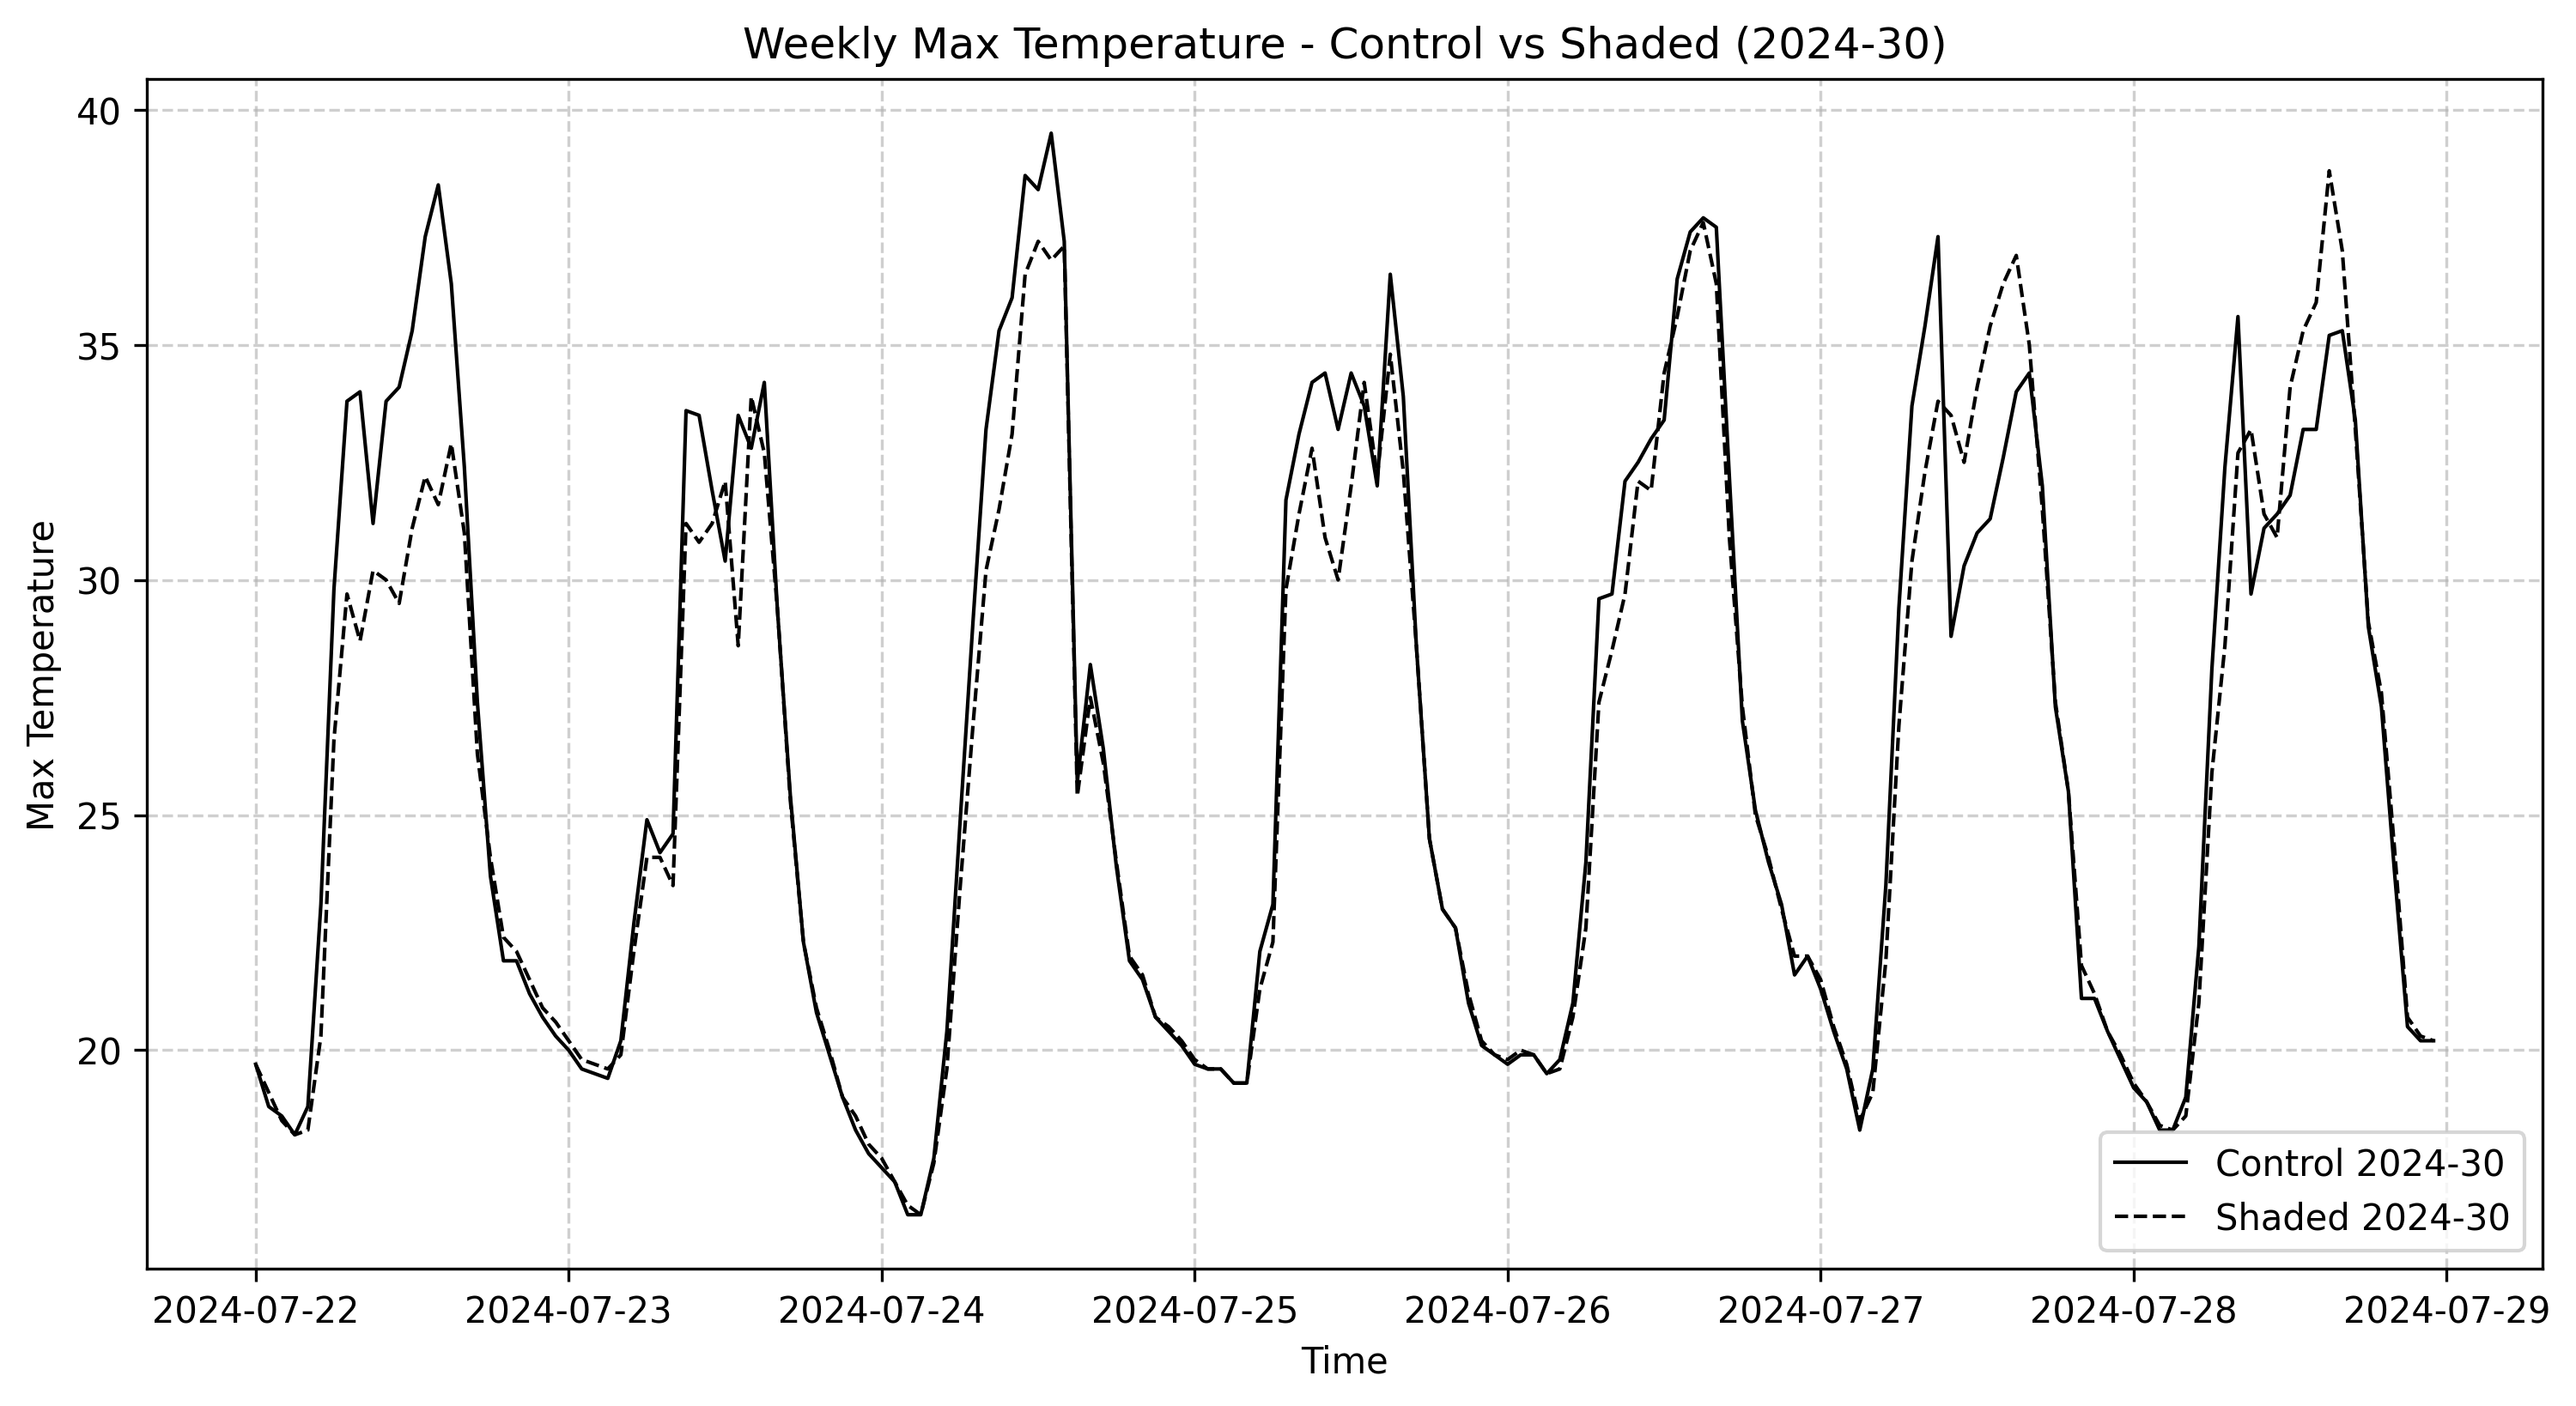 Weekly Max Temperature - Control vs Shaded (2024-30)
Max Temperature
40
35
30
25
20
Control 2024-30
Shaded 2024-30
2024-07-22 2024-07-23 2024-07-24 2024-07-25 2024-07-26 2024-07-27 2024-07-28 2024-07-29
Time